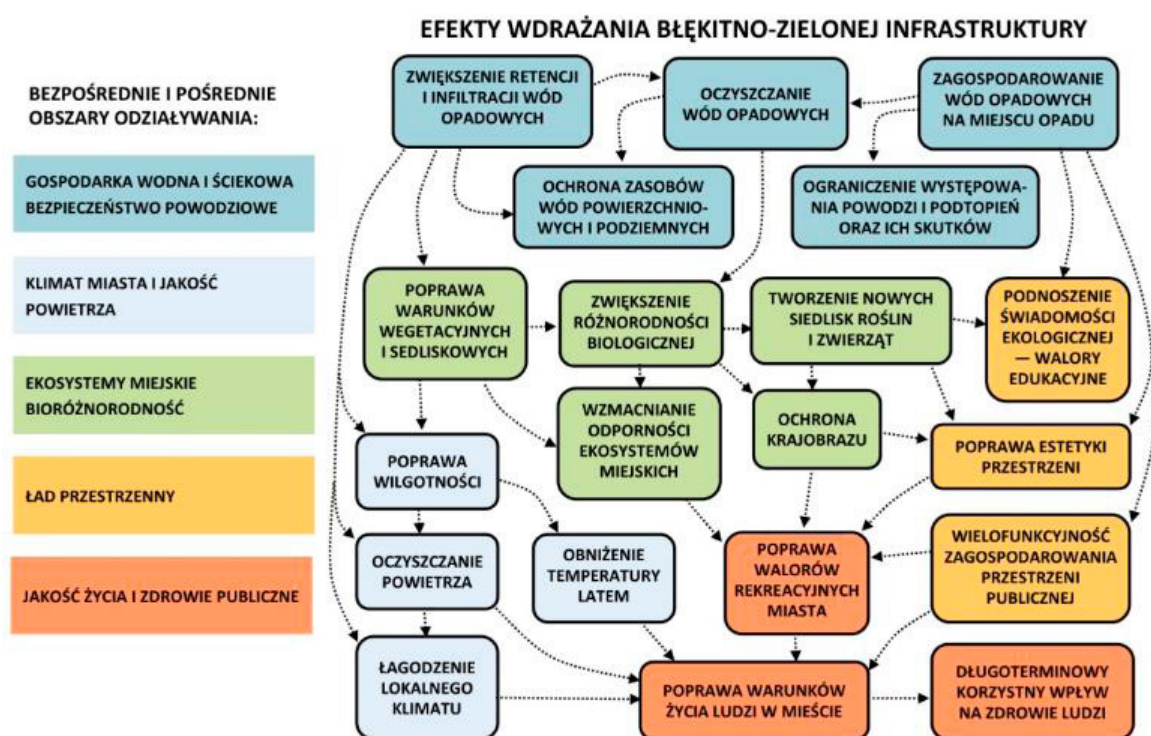 EFEKTY WDRAŻANIA BŁĘKITNO-ZIELONEJ INFRASTRUKTURY
BEZPOŚREDNIE I POŚREDNIE
OBSZARY ODZIAŁYWANIA:
GOSPODARKA WODNA I ŚCIEKOWA
BEZPIECZEŃSTWO POWODZIOWE
KLIMAT MIASTA I JAKOŚĆ
POWIETRZA
EKOSYSTEMY MIEJSKIE
BIORÓŻNORODNOŚĆ
ŁAD PRZESTRZENNY
JAKOŚĆ ŻYCIA I ZDROWIE PUBLICZNE
ZWIĘKSZENIE RETENCJI
I INFILTRACJI WÓD
OPADOWYCH
OCZYSZCZANIE
WÓD OPADOWYCH
ZAGOSPODAROWANIE
WÓD OPADOWYCH
NA MIEJSCU OPADU
OCHRONA ZASOBÓW
WÓD POWIERZCHNIO-
WYCH I PODZIEMNYCH
OGRANICZENIE WYSTĘPOWA-
NIA POWODZI I PODTOPIEŃ
ORAZ ICH SKUTKÓW
POPRAWA
WARUNKÓW
WEGETACYJNYCH
I SEDLISKOWYCH
ZWIĘKSZENIE
RÓŻNORODNOŚCI
BIOLOGICZNEJ
TWORZENIE NOWYCH
SIEDLISK ROŚLIN
I ZWIERZĄT
PODNOSZENIE
ŚWIADOMOŚCI
EKOLOGICZNEJ
— WALORY
EDUKACYJNE
WZMACNIANIE
ODPORNOŚCI
EKOSYSTEMÓW
MIEJSKICH
OCHRONA
KRAJOBRAZU
POPRAWA ESTETYKI
PRZESTRZENI
POPRAWA
WILGOTNOŚCI
OCZYSZCZANIE
POWIETRZA
OBNIŻENIE
TEMPERATURY
LATEM
POPRAWA
WALORÓW
REKREACYJNYCH
MIASTA
WIELOFUNKCYJNOŚĆ
ZAGOSPODAROWANIA
PRZESTRZENI
PUBLICZNEJ
ŁAGODZENIE
LOKALNEGO
KLIMATU
POPRAWA WARUNKÓW
ŻYCIA LUDZI W MIEŚCIE
DŁUGOTERMINOWY
KORZYSTNY WPŁYW
NA ZDROWIE LUDZI